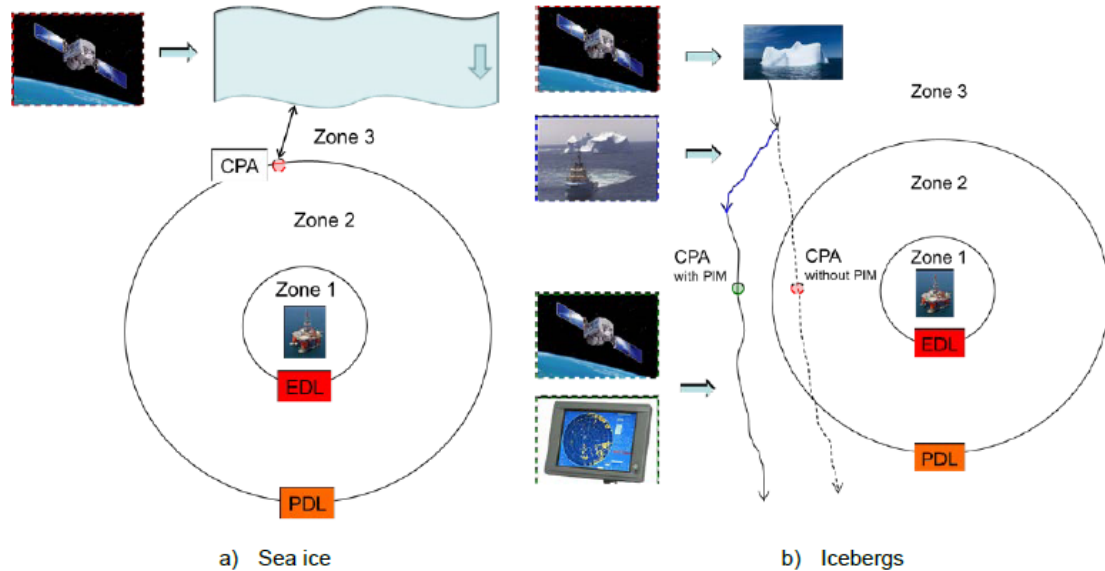 Zone 3
CPA
Zone 2
Zone 1
EDL
PDL
a) Sea ice
Zone 3
Zone 2
CPA
with PIM
CPA
without PIM
Zone 1
EDL
PDL
b) Icebergs